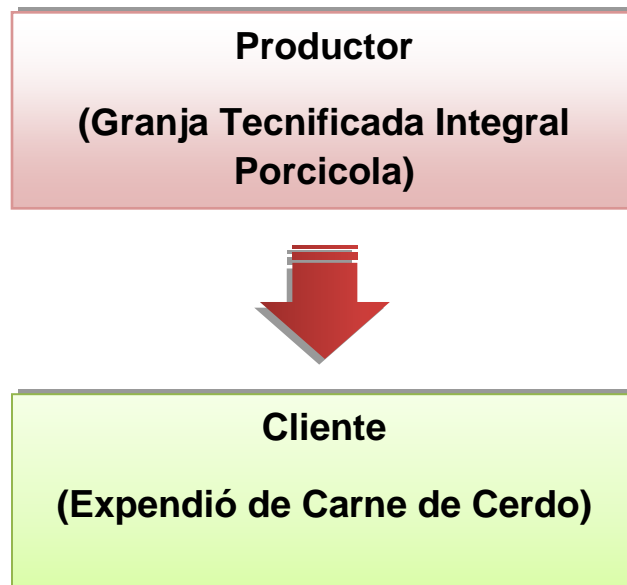 Productor
(Granja Tecnificada Integral
Porcicola)
Cliente
(Expendió de Carne de Cerdo)